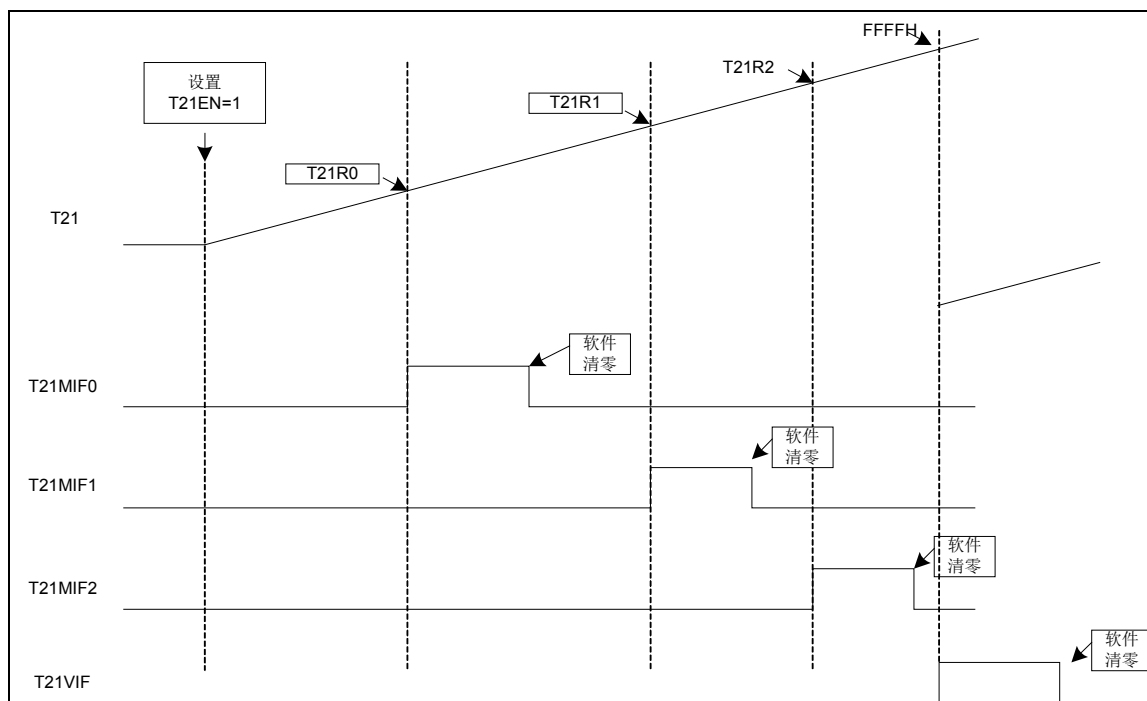 FFFFH
设置
T21EN=1
T21R2
T21R1
T21R0
T21
软件
清零
T21MIF0
软件
清零
T21MIF1
软件
清零
T21MIF2
软件
清零
T21VIF